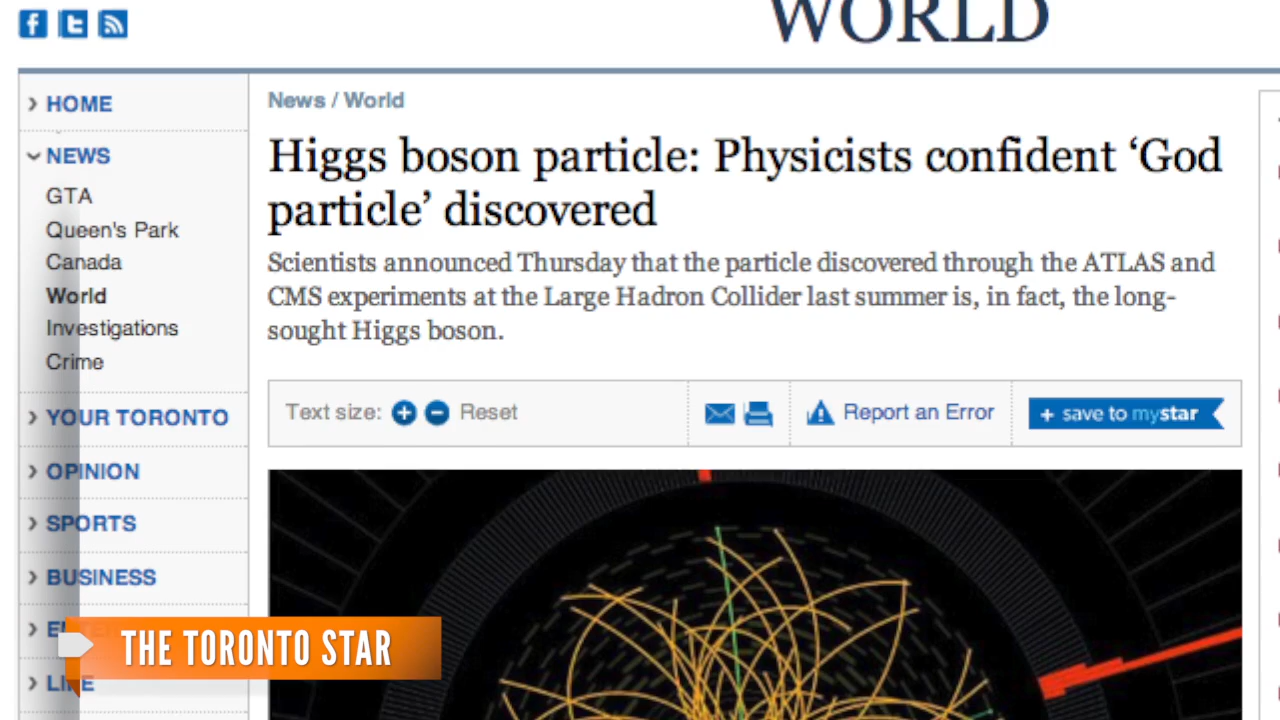 WORLD
HOME
NEWS
GTA
Queen's Park
Canada
World
Investigations
Crime
YOUR TORONTO
OPINION
SPORTS
BUSINESS
News / World
Higgs boson particle: Physicists confident ‘God
particle’ discovered
Scientists announced Thursday that the particle discovered through the ATLAS and
CMS experiments at the Large Hadron Collider last summer is, in fact, the long-
sought Higgs boson.
Text size: + - Reset
Report an Error
+ save to mystar
THE TORONTO STAR